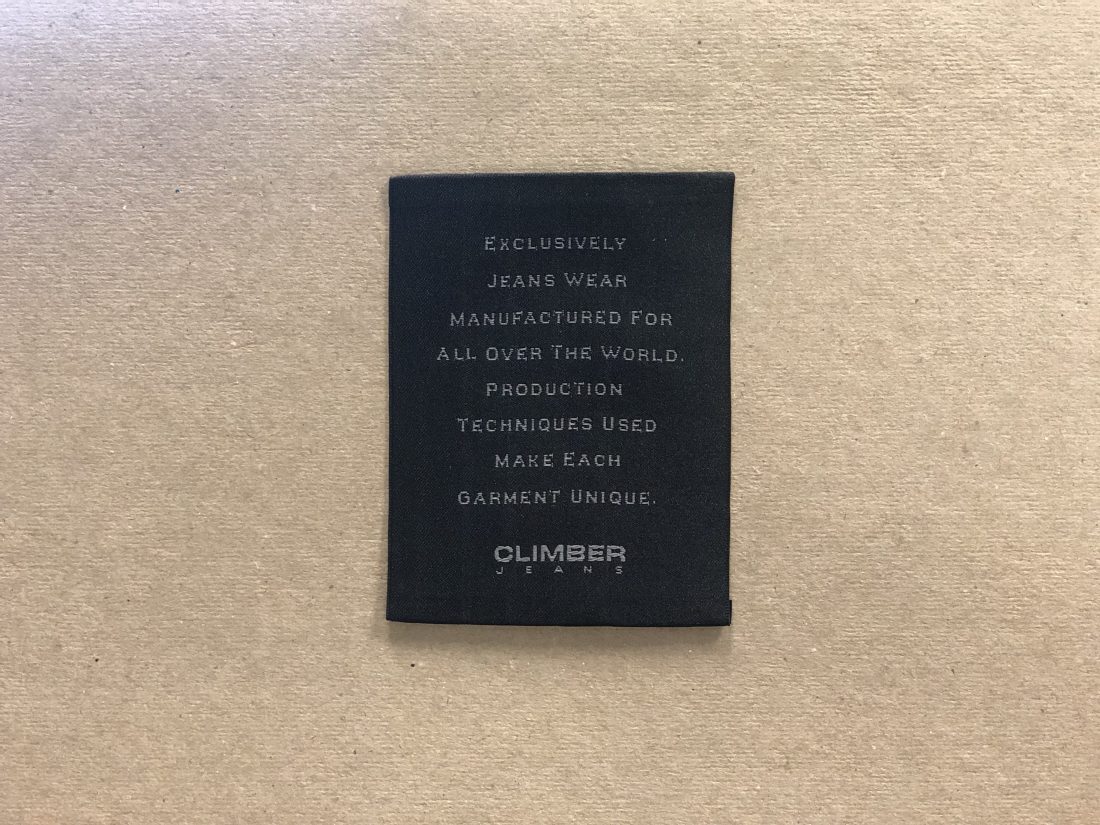 Exclusively
Jeans Wear
Manufactured For
All Over The World.
Production
Techniques Used
Make Each
Garment Unique.
CLIMBER
JEANS